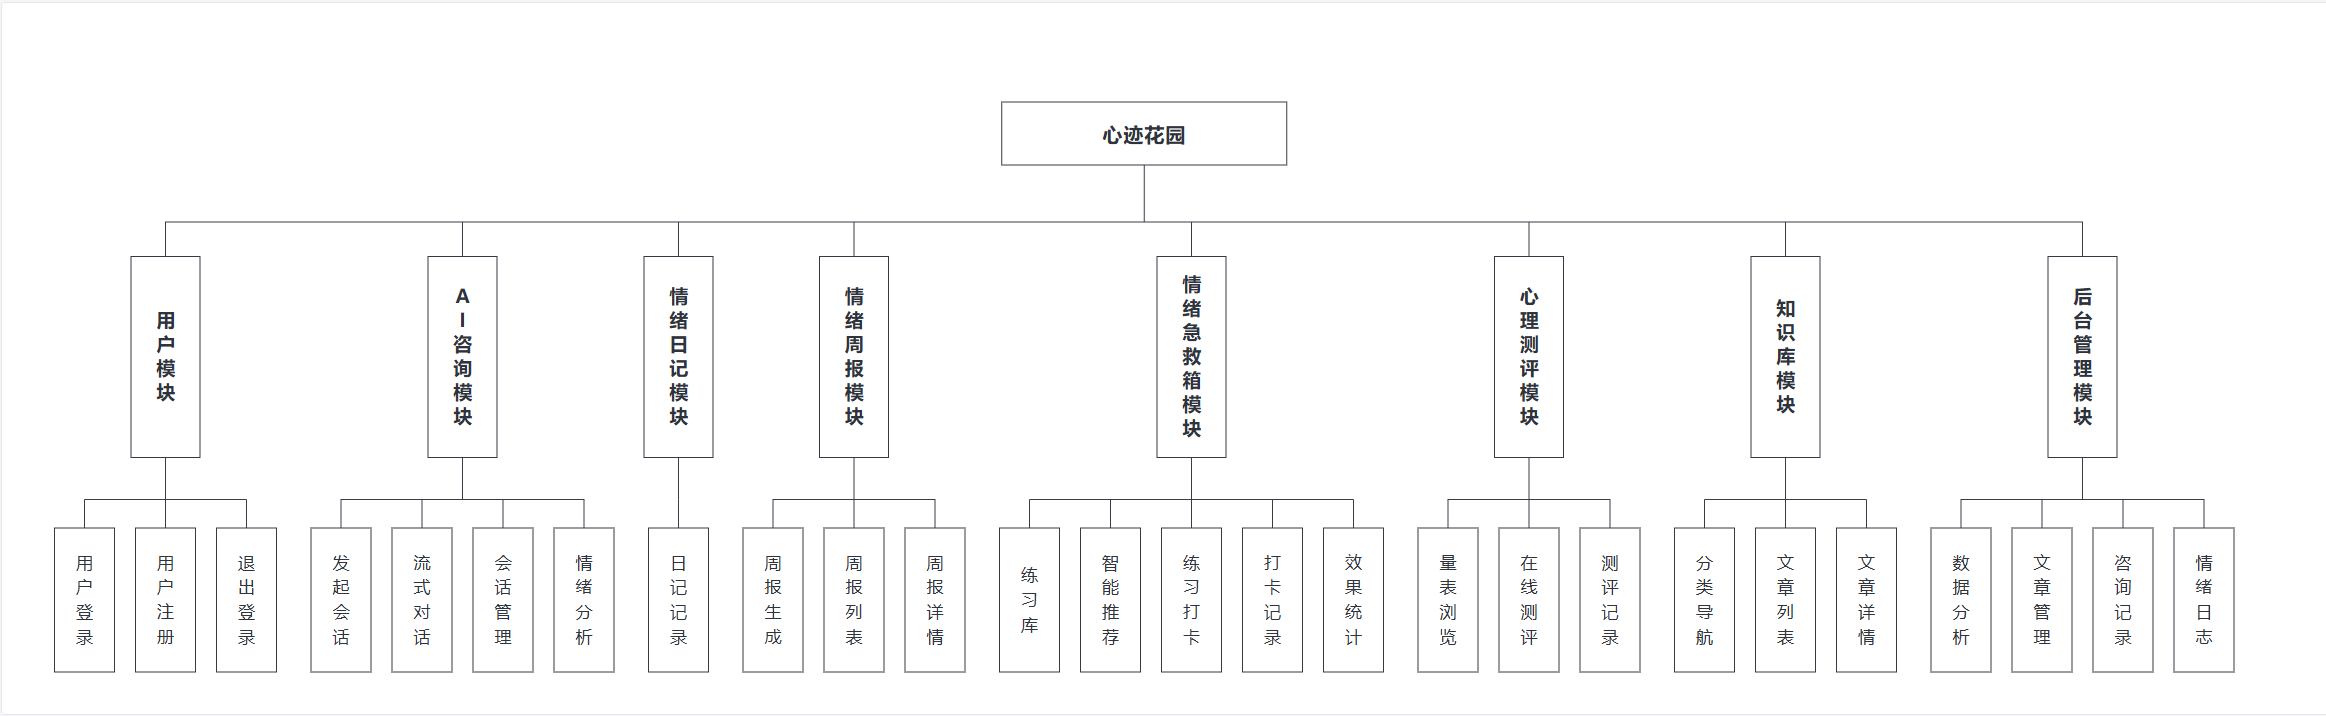 心迹花园
用户模块
AI咨询模块
情绪日记模块
情绪周报模块
情绪急救箱模块
心理测评模块
知识库模块
后台管理模块
用户登录
用户注册
退出登录
发起会话
流式对话
会话管理
情绪分析
日记记录
周报生成
周报列表
周报详情
练习库
智能推荐
练习打卡
打卡记录
效果统计
量表浏览
在线测评
测评记录
分类导航
文章列表
文章详情
数据分析
文章管理
咨询记录
情绪日志